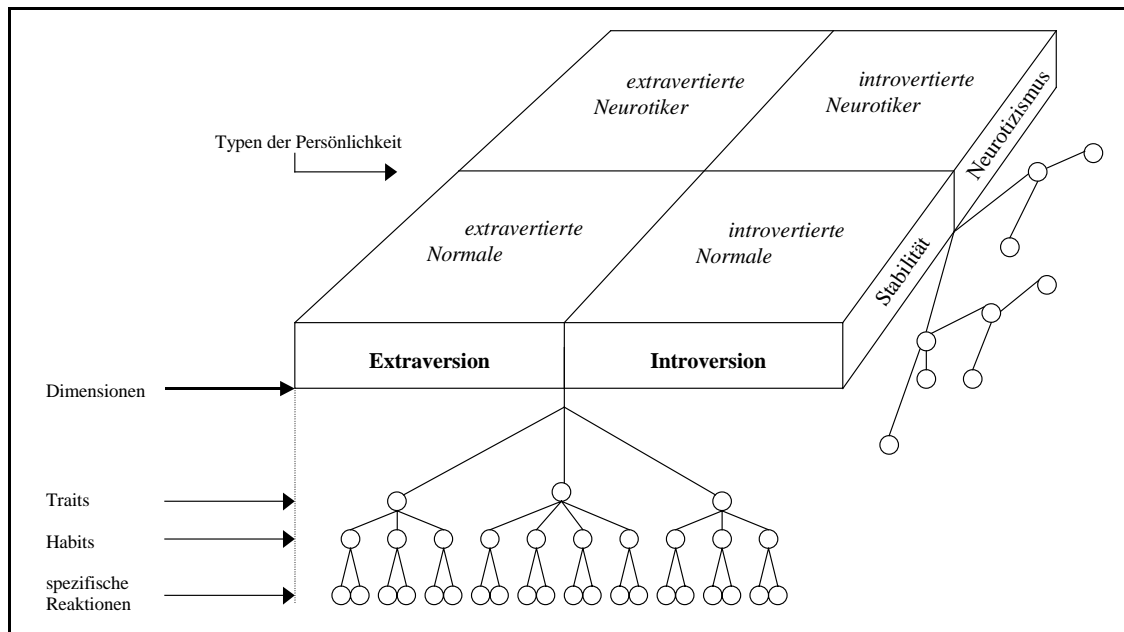 extravertierte
Neurotiker
introvertierte
Neurotiker
Neurotizismus
Typen der Persönlichkeit
extravertierte
Normale
introvertierte
Normale
Stabilität
Extraversion
Introversion
Dimensionen
Traits
Habits
spezifische
Reaktionen